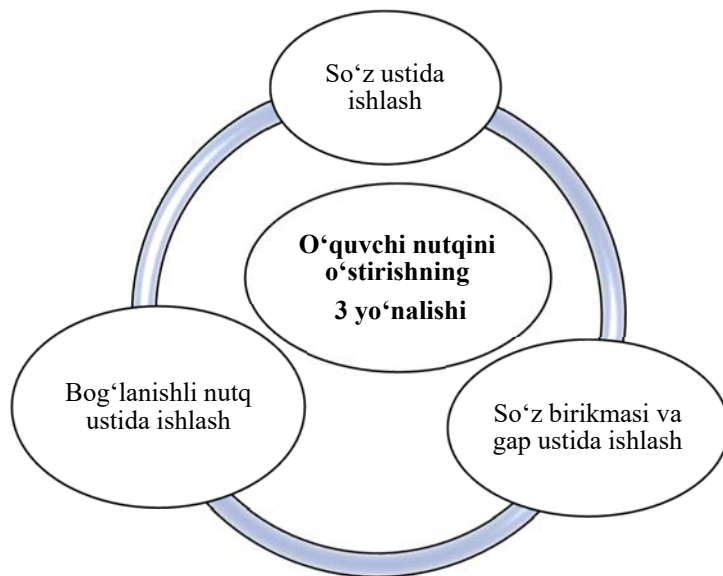 So‘z ustida
ishlash
O‘quvchi nutqini
o‘stirishning
3 yo‘nalishi
Bog‘lanishli nutq
ustida ishlash
So‘z birikmasi va
gap ustida ishlash